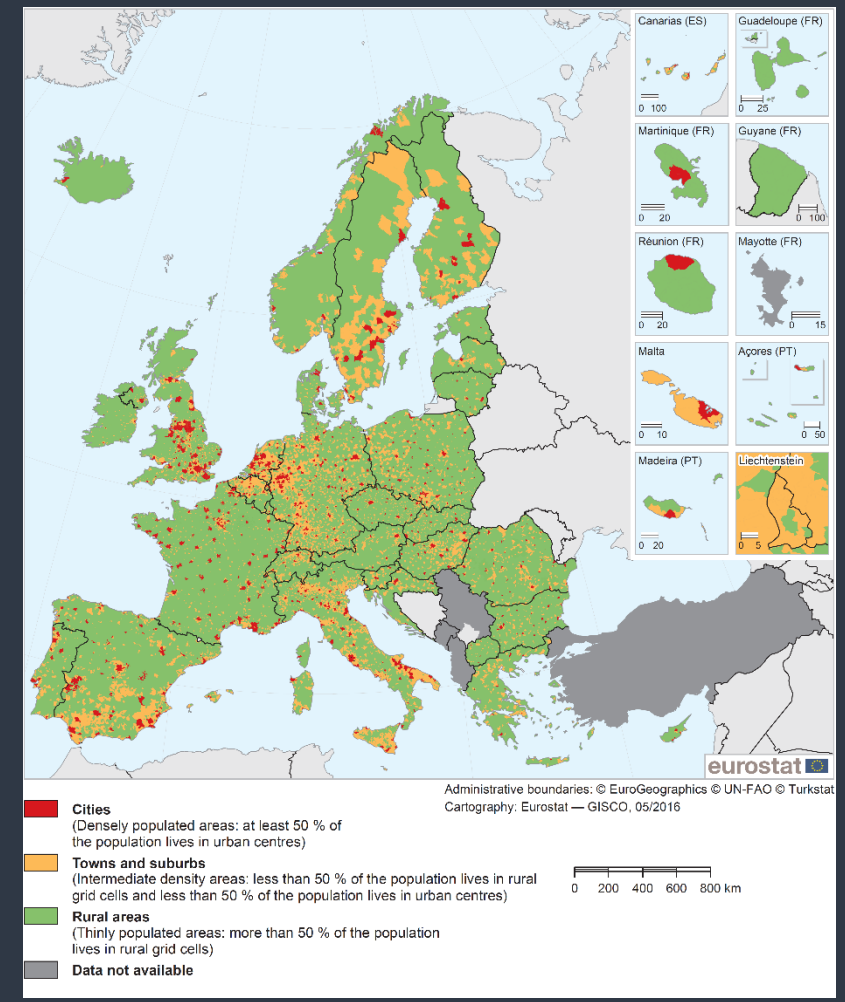 Canarias (ES)
0 100
Guadeloupe (FR)
0 25
Martinique (FR)
0 20
Guyane (FR)
0 100
Réunion (FR)
0 20
Mayotte (FR)
0 15
Malta
0 10
Açores (PT)
0 50
Madeira (PT)
0 20
Liechtenstein
0 5
eurostat
Administrative boundaries: © EuroGeographics © UN-FAO © Turkstat
Cartography: Eurostat — GISCO, 05/2016
Cities
(Densely populated areas: at least 50 % of
the population lives in urban centres)
Towns and suburbs
(Intermediate density areas: less than 50 % of the population lives in rural
grid cells and less than 50 % of the population lives in urban centres)
Rural areas
(Thinly populated areas: more than 50 % of the population
lives in rural grid cells)
Data not available
0 200 400 600 800 km